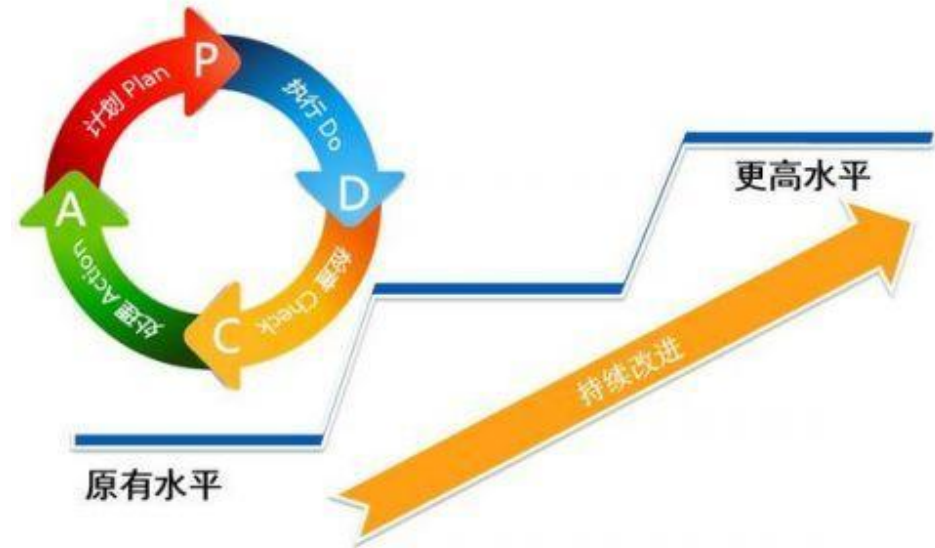 P
计划 Plan
执行 Do
D
检查 Check
C
处理 Action
A
更高水平
持续改进
原有水平